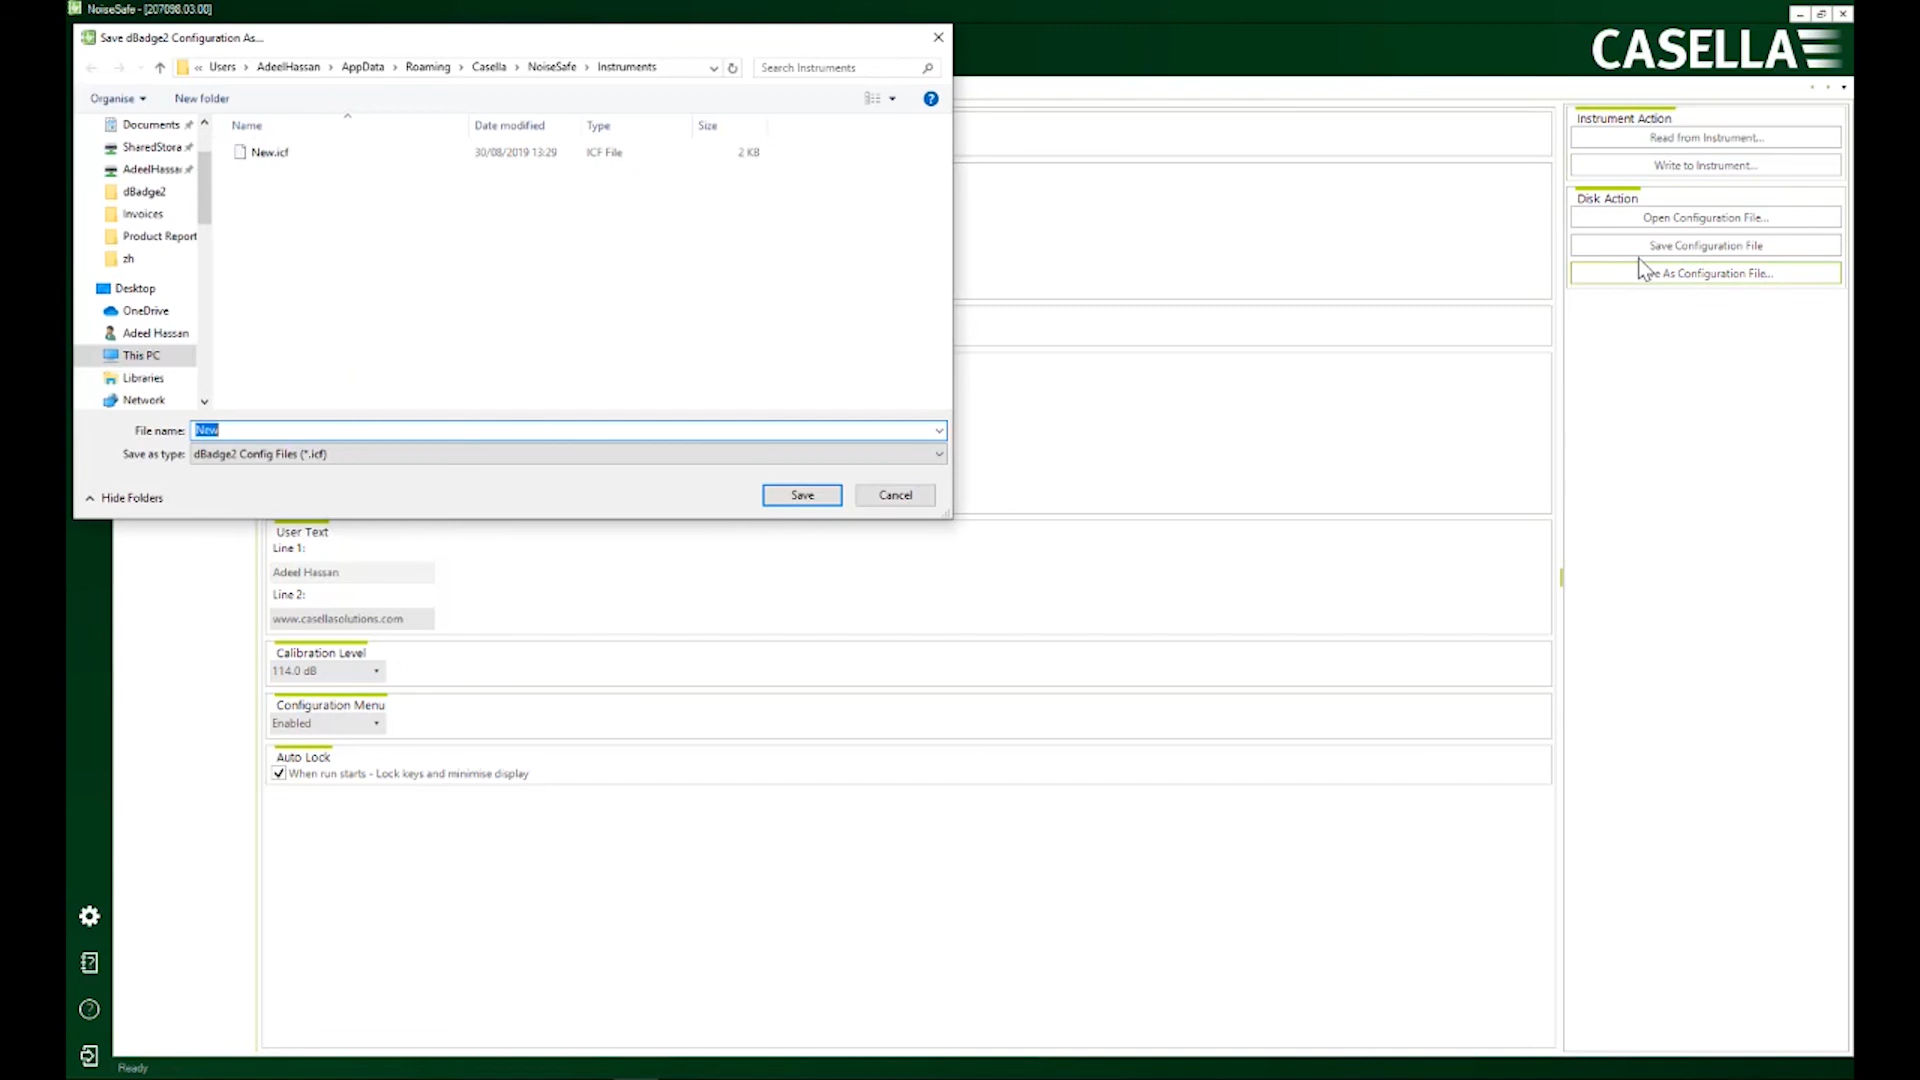 NoiseSafe - [207098.03.00]
Save dBadge2 Configuration As...
CASELLA
« Users › AdeelHassan › AppData › Roaming › Casella › NoiseSafe › Instruments
Search Instruments
Organise
New folder
Name
Date modified
Type
Size
New.icf
30/08/2019 13:29
ICF File
2 KB
Documents
SharedStora
AdeelHassa
dBadge2
Invoices
Product Report
zh
Desktop
OneDrive
Adeel Hassan
This PC
Libraries
Network
File name:
New
Save as type:
dBadge2 Config Files (*.icf)
Hide Folders
Save
Cancel
Instrument Action
Read from Instrument...
Write to Instrument...
Disk Action
Open Configuration File...
Save Configuration File
e As Configuration File...
User Text
Line 1:
Adeel Hassan
Line 2:
www.casellasolutions.com
Calibration Level
114.0 dB
Configuration Menu
Enabled
Auto Lock
When run starts - Lock keys and minimise display
Ready